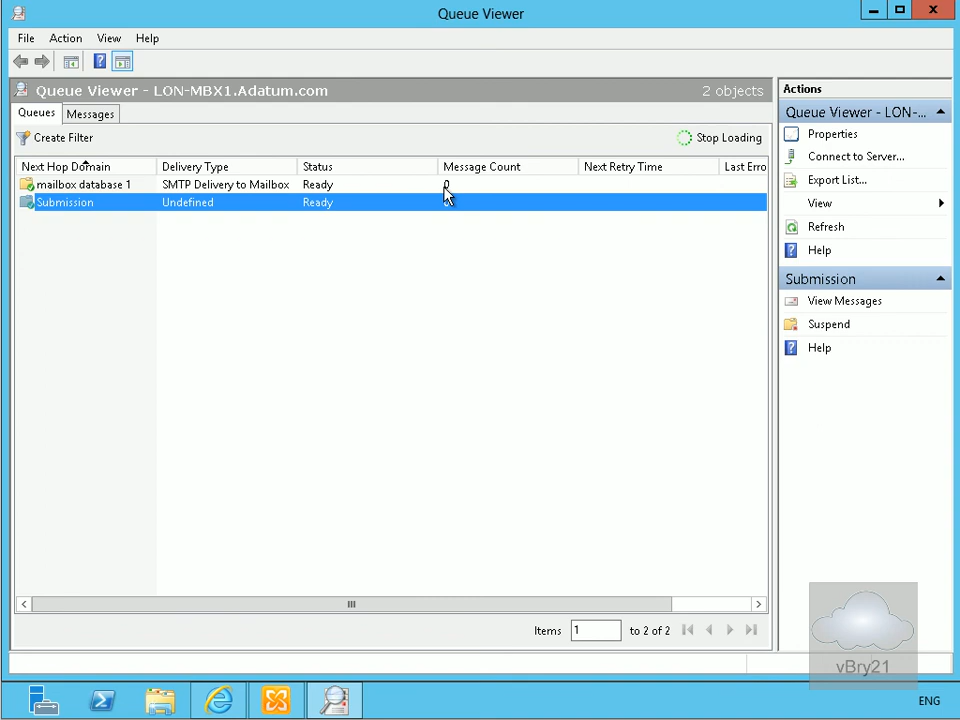 Queue Viewer
File Action View Help
Queue Viewer - LON-MBX1.Adatum.com 2 objects
Queues Messages
Create Filter Stop Loading
Next Hop Domain Delivery Type Status Message Count Next Retry Time Last Erro
mailbox database 1 SMTP Delivery to Mailbox Ready 0
Submission Undefined Ready
Items 1 to 2 of 2
Actions
Queue Viewer - LON-...
Properties
Connect to Server...
Export List...
View
Refresh
Help
Submission
View Messages
Suspend
Help
vBry21
ENG